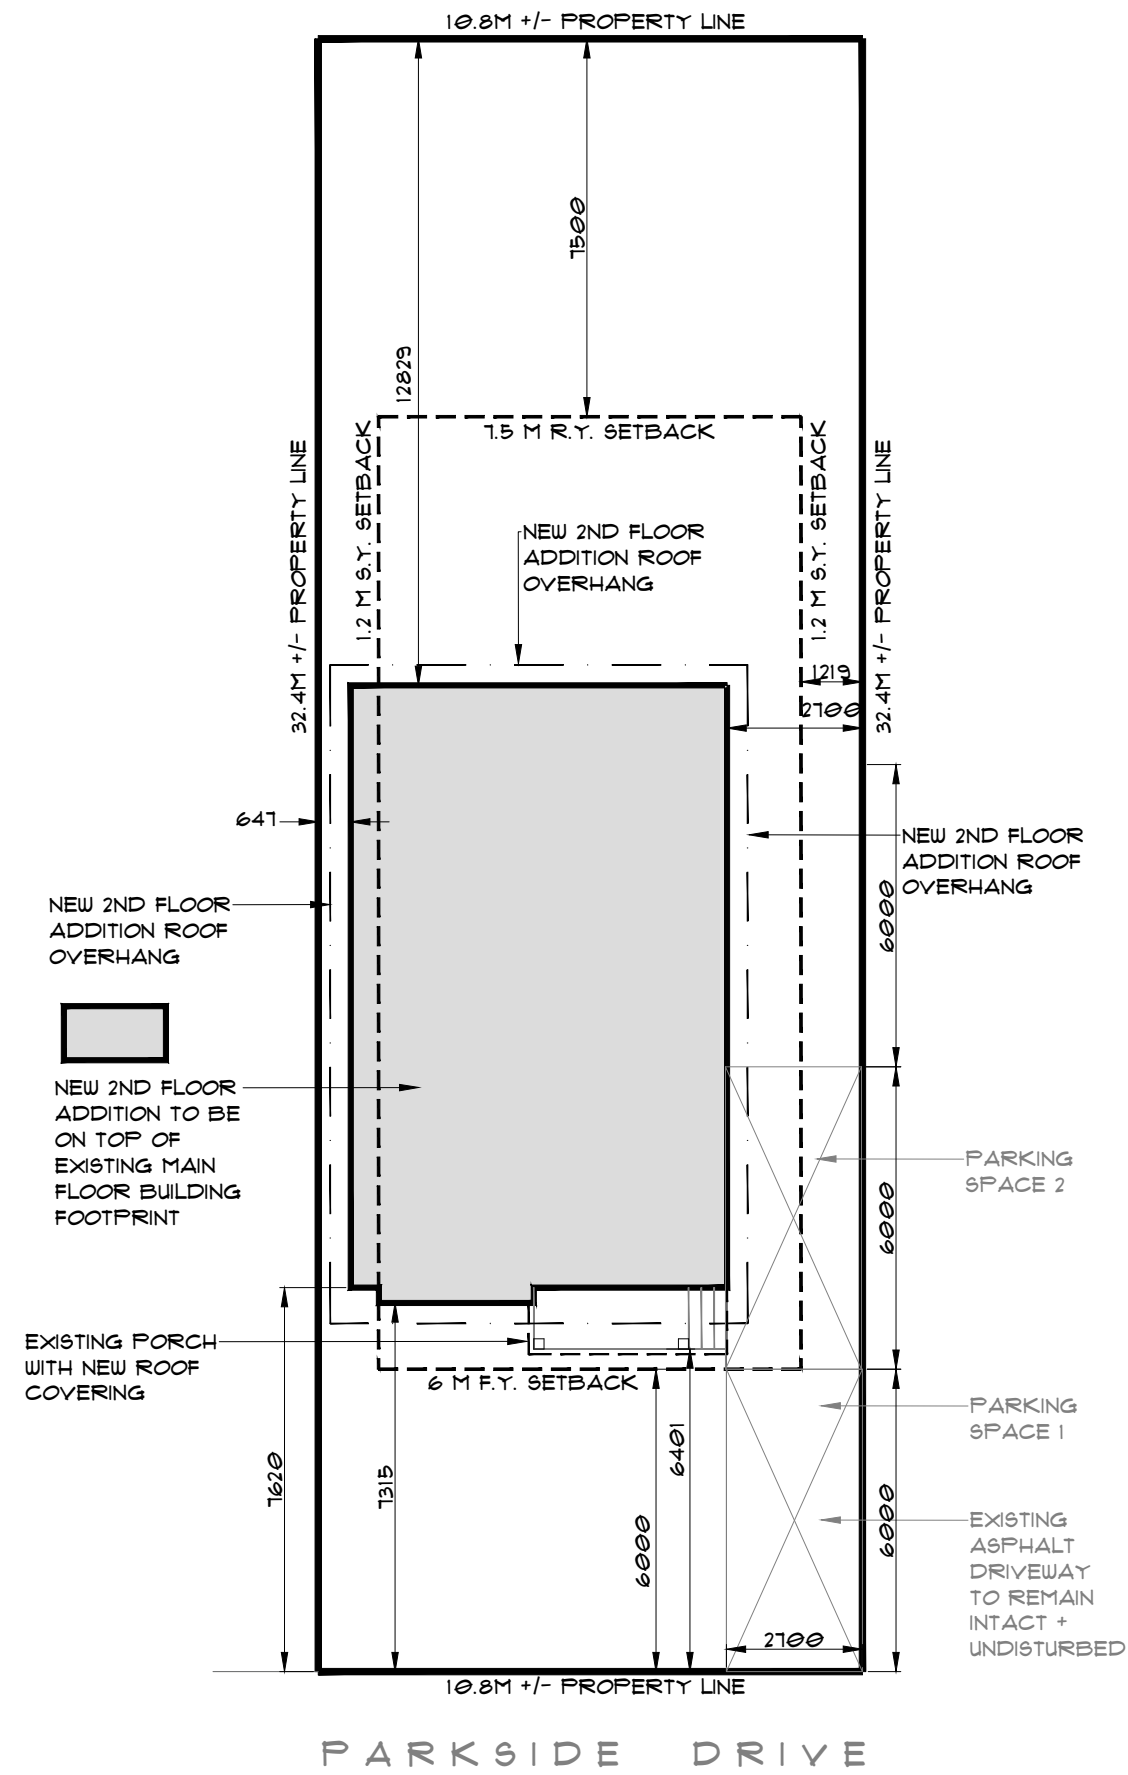 10.8M +/- PROPERTY LINE
7500
12829
7.5 M R.Y. SETBACK
1.2 M S.Y. SETBACK
1.2 M S.Y. SETBACK
32.4M +/- PROPERTY LINE
32.4M +/- PROPERTY LINE
NEW 2ND FLOOR
ADDITION ROOF
OVERHANG
1219
2700
647
NEW 2ND FLOOR
ADDITION ROOF
OVERHANG
6000
NEW 2ND FLOOR
ADDITION ROOF
OVERHANG
NEW 2ND FLOOR
ADDITION TO BE
ON TOP OF
EXISTING MAIN
FLOOR BUILDING
FOOTPRINT
PARKING
SPACE 2
6000
EXISTING PORCH
WITH NEW ROOF
COVERING
6 M F.Y. SETBACK
PARKING
SPACE 1
7620
7315
6401
6000
6000
EXISTING
ASPHALT
DRIVEWAY
TO REMAIN
INTACT +
UNDISTURBED
2700
10.8M +/- PROPERTY LINE
PARKSIDE DRIVE